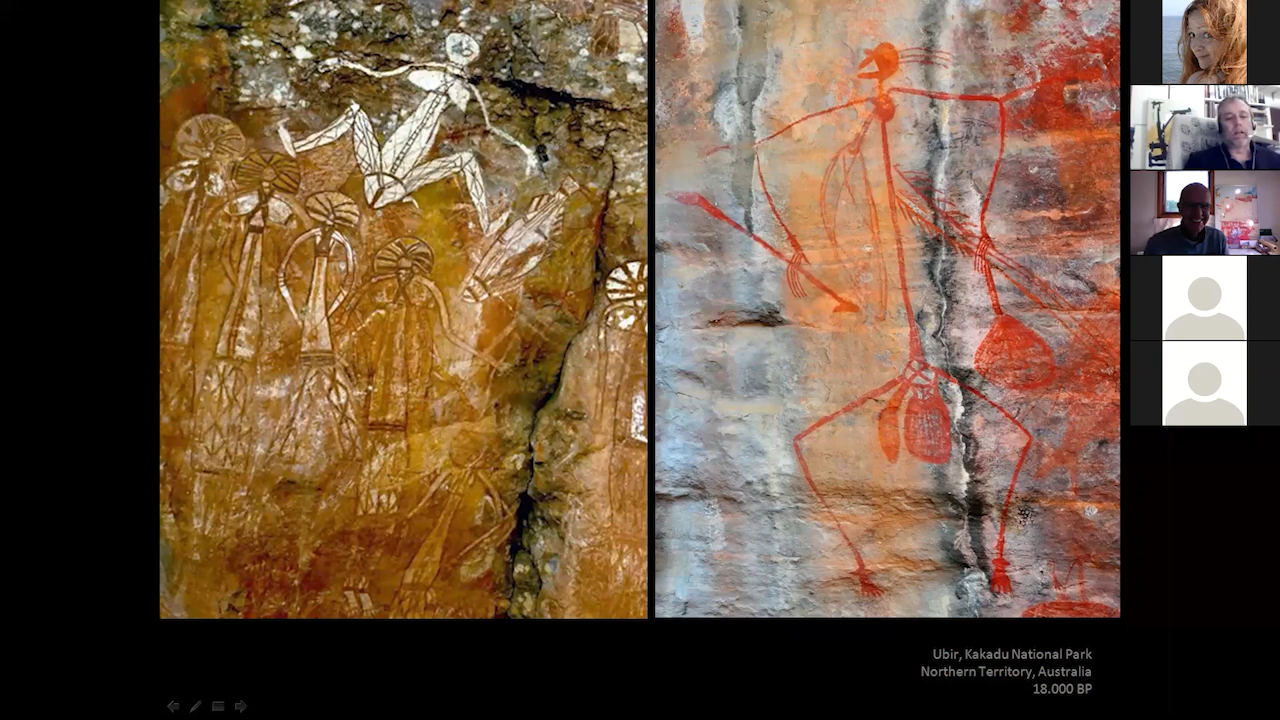 Ubir, Kakadu National Park
Northern Territory, Australia
18.000 BP